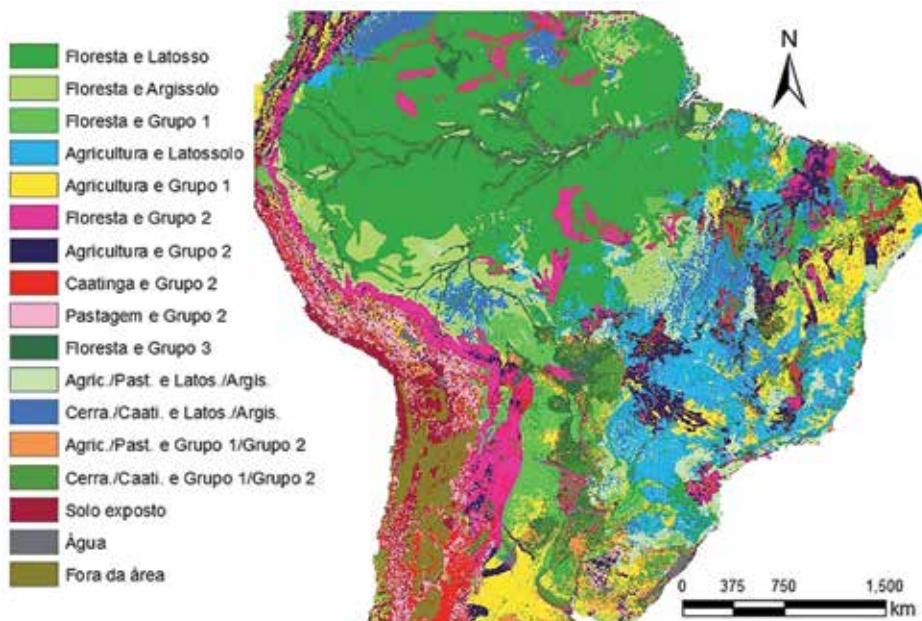 Floresta e Latosso
Floresta e Argissolo
Floresta e Grupo 1
Agricultura e Latossolo
Agricultura e Grupo 1
Floresta e Grupo 2
Agricultura e Grupo 2
Caatinga e Grupo 2
Pastagem e Grupo 2
Floresta e Grupo 3
Agric./Past. e Latos./Argis.
Cerra./Caati. e Latos./Argis.
Agric./Past. e Grupo 1/Grupo 2
Cerra./Caati. e Grupo 1/Grupo 2
Solo exposto
Água
Fora da área
N
0 375 750 1,500
km